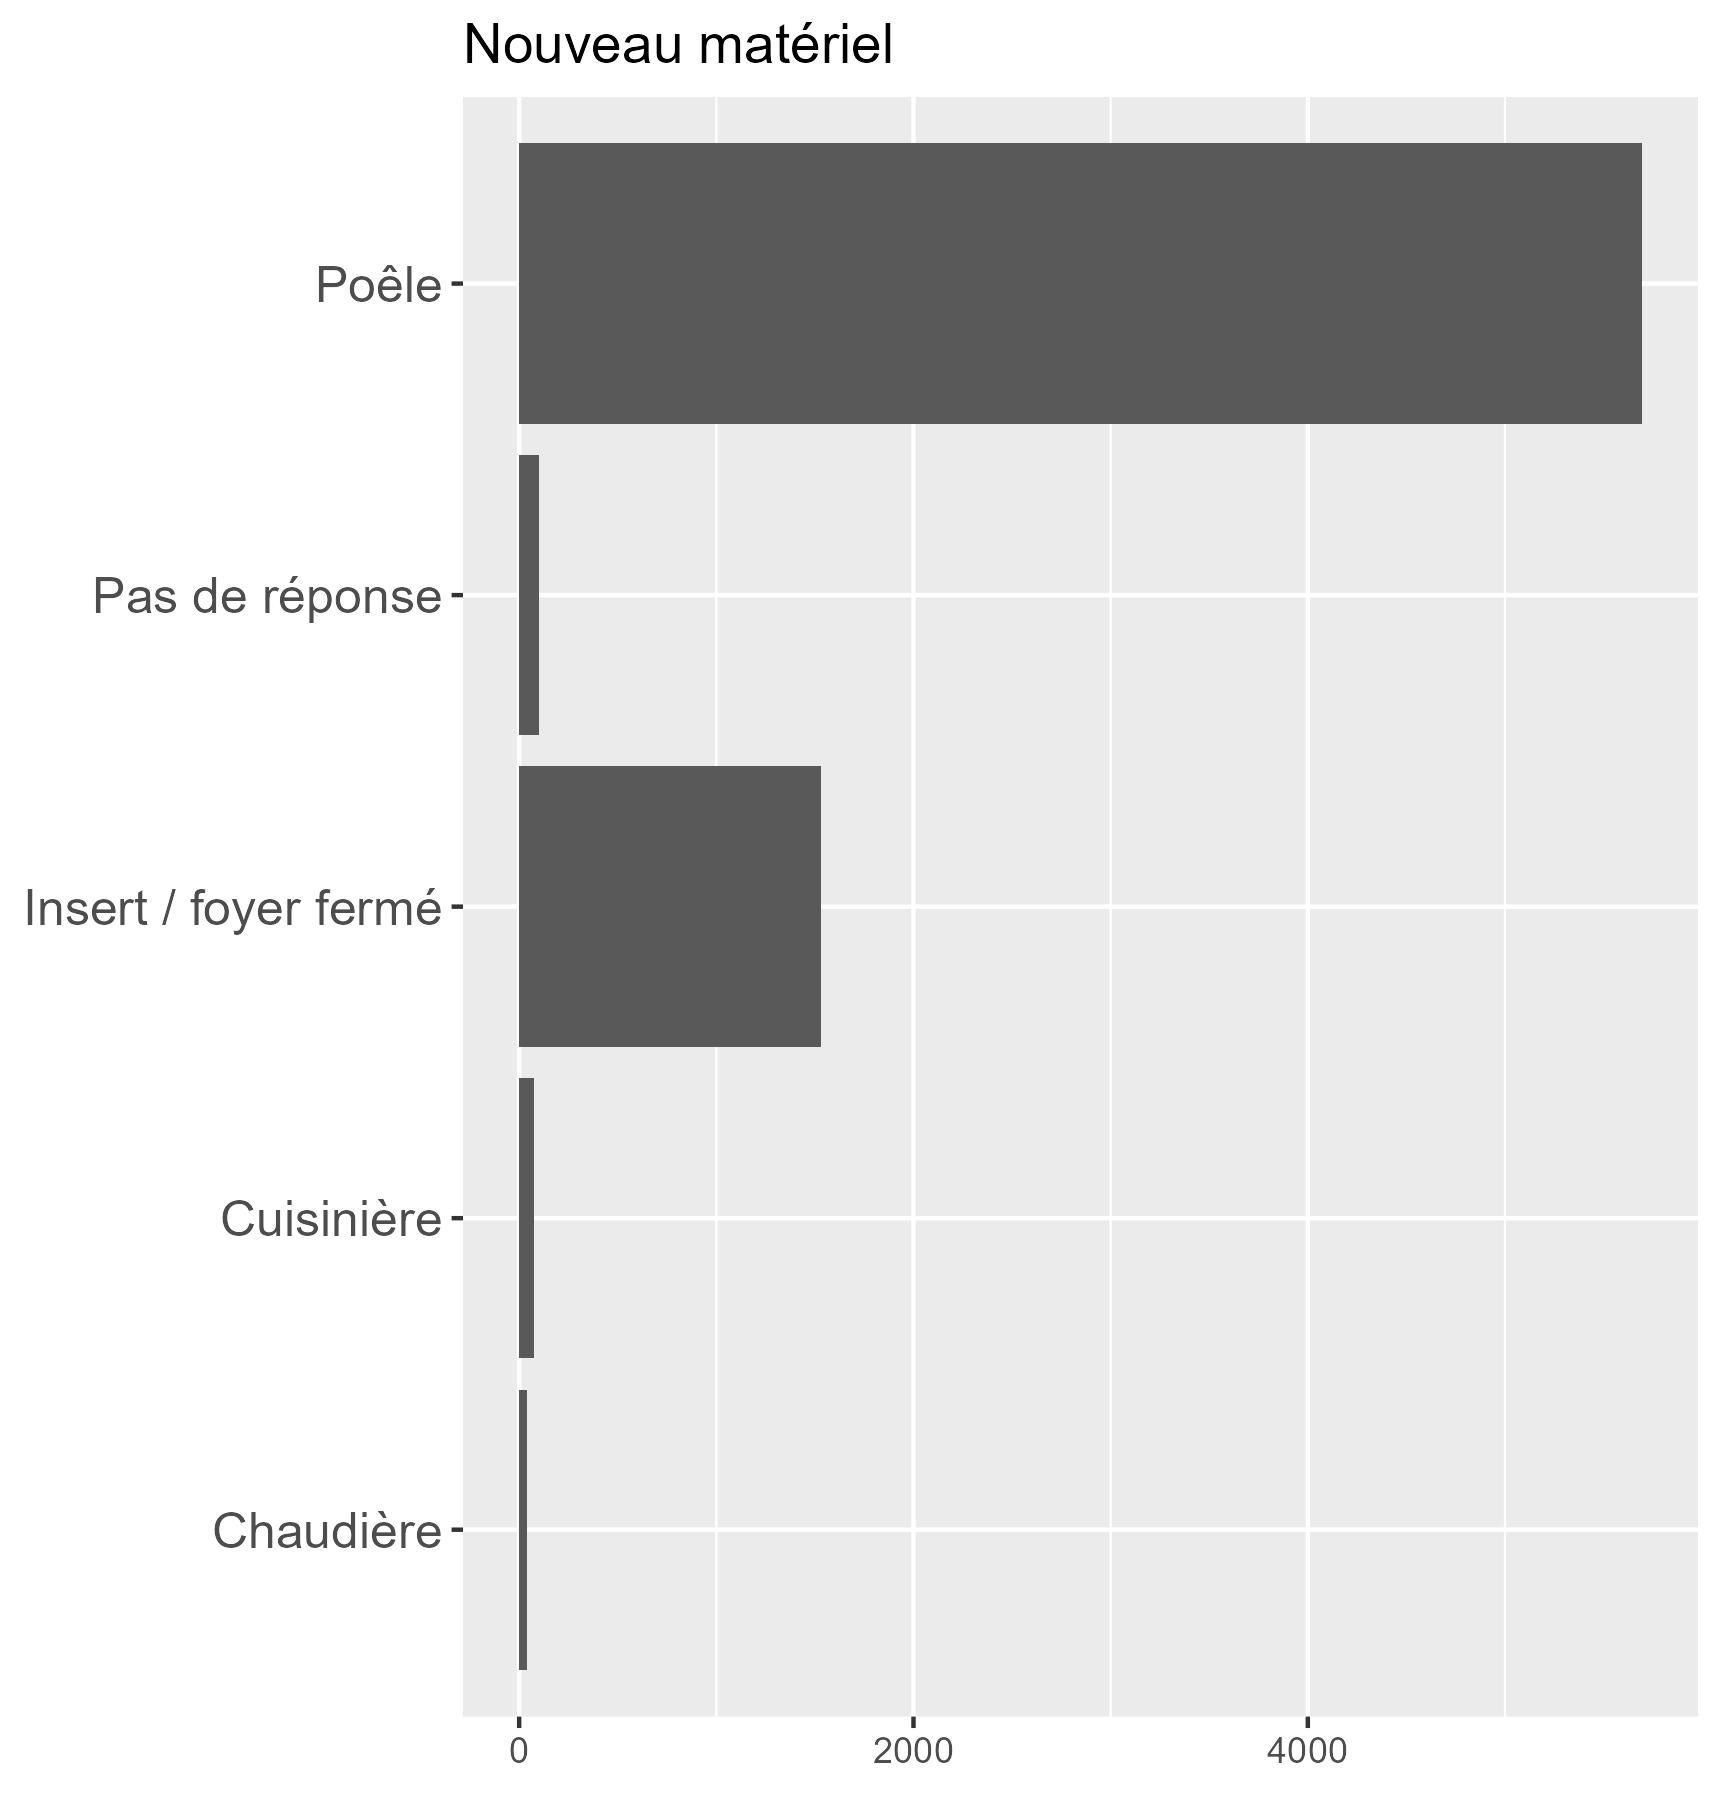 Nouveau matériel
Poêle
Pas de réponse
Insert / foyer fermé
Cuisinière
Chaudière
0 2000 4000